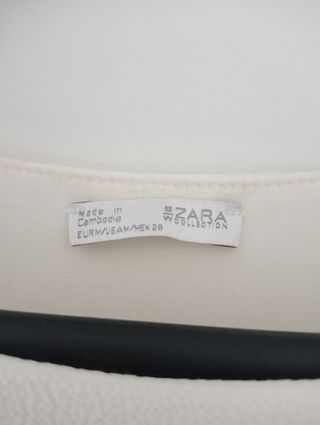 Made in
Cambodia
EUR M/USA M/MEX 28
B/W ZARA
COLLECTION